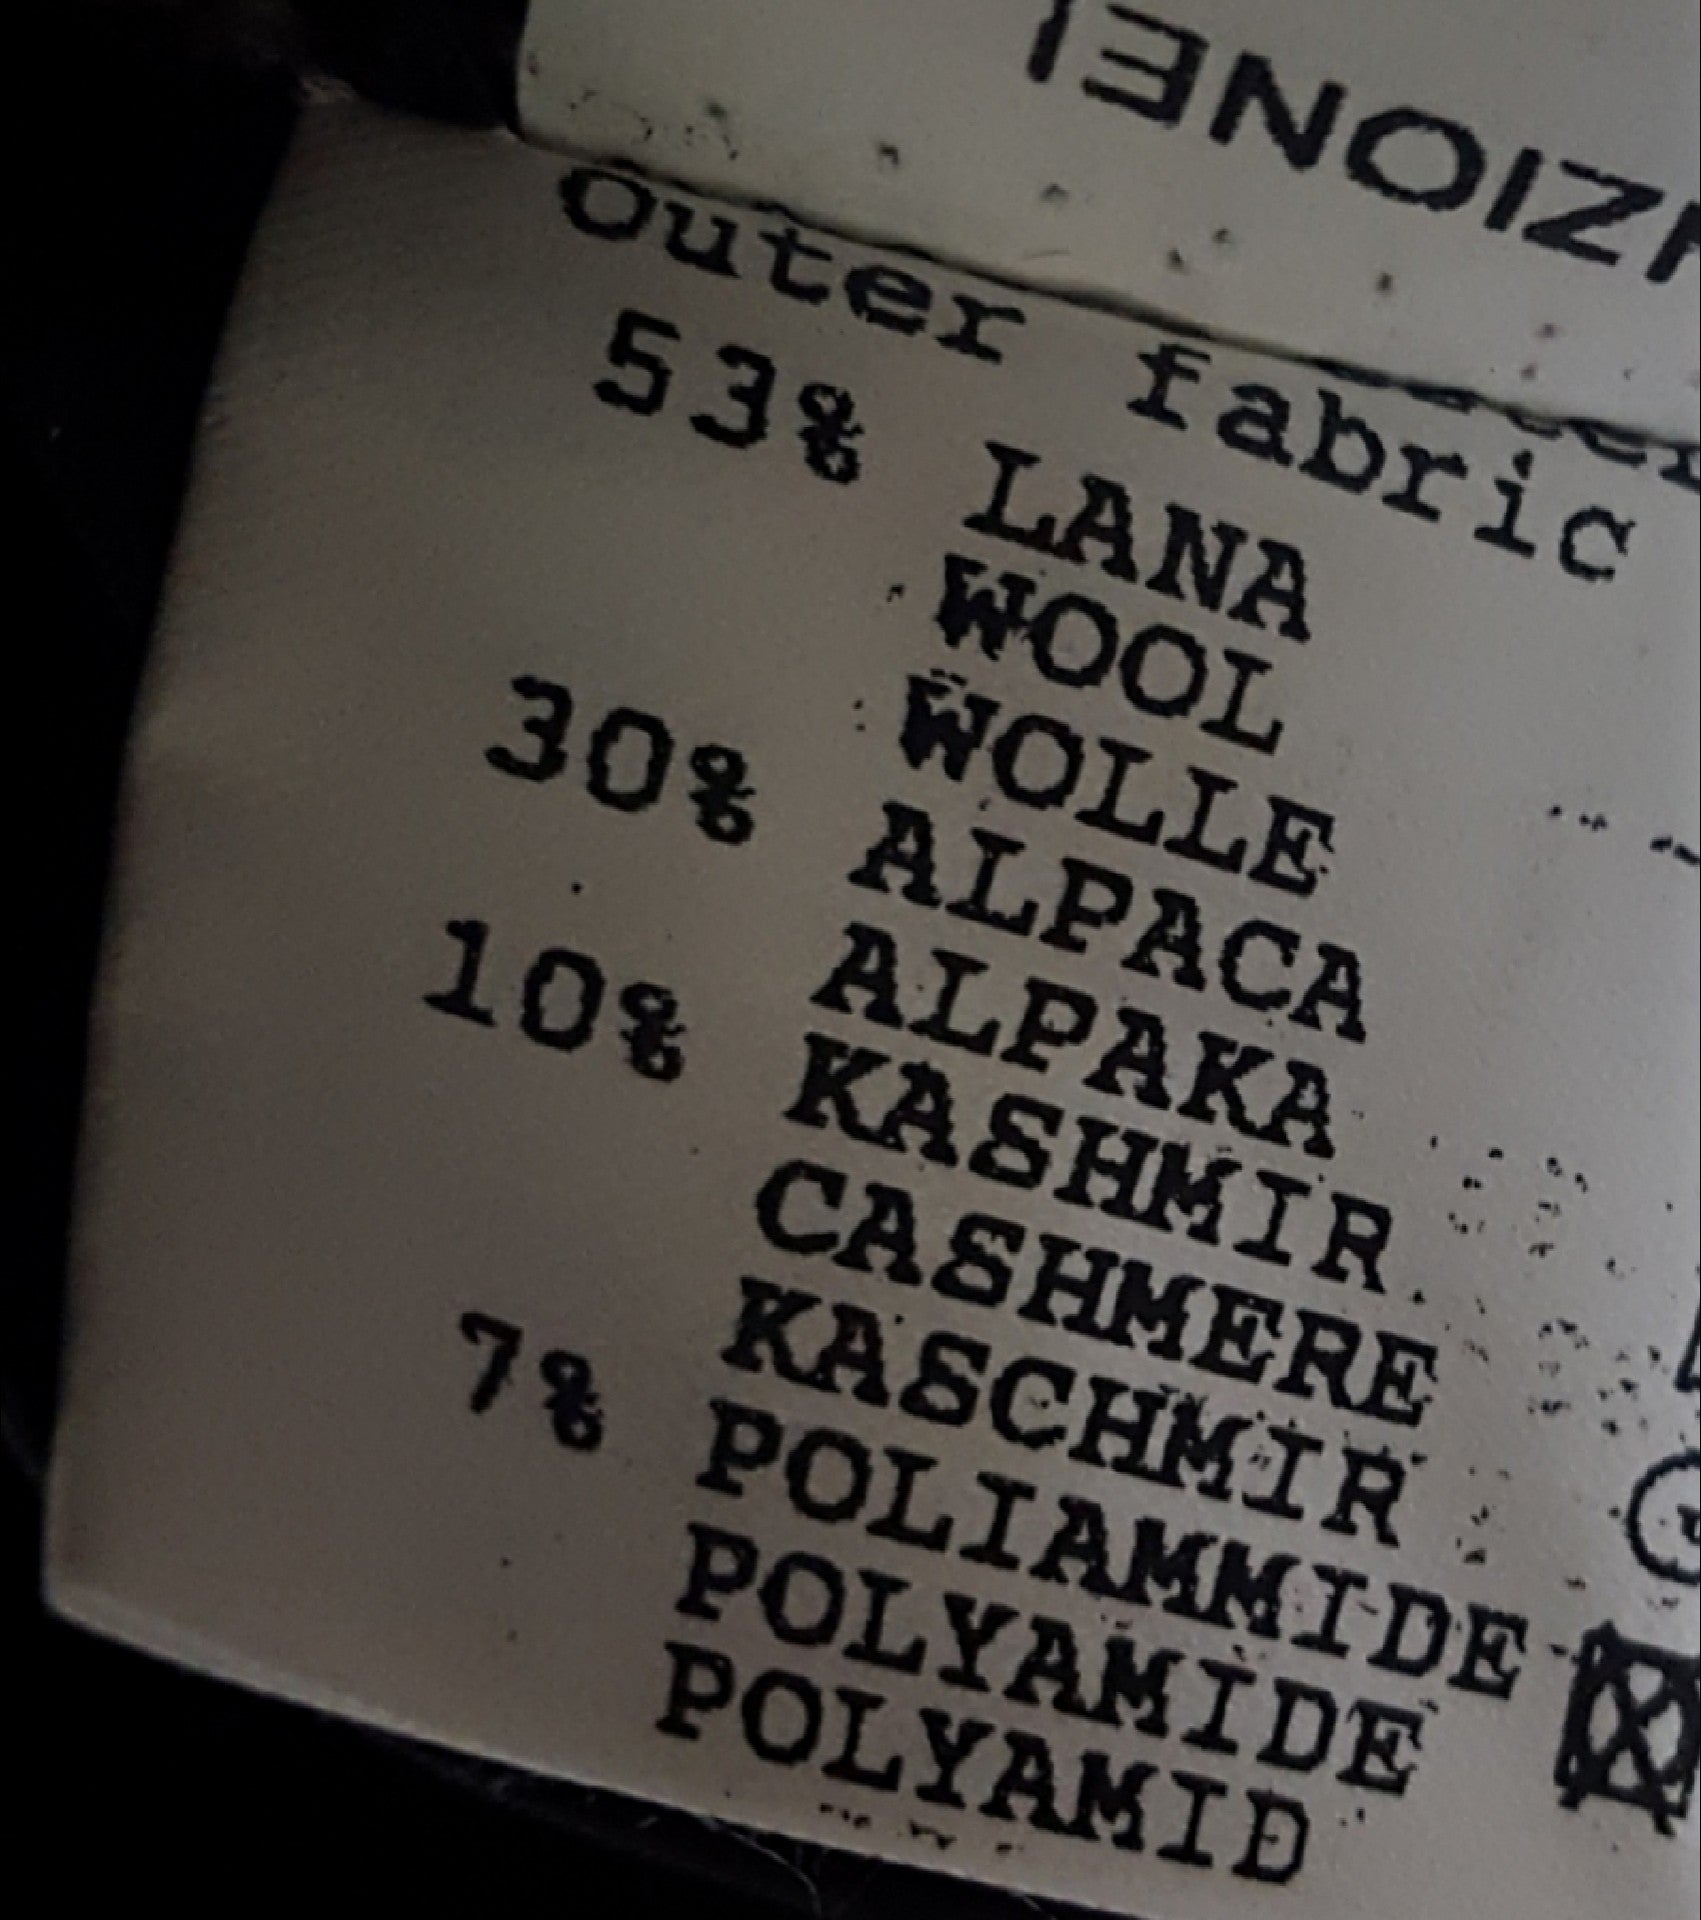 Outer fabric
53% LANA
WOOL
WOLLE
30% ALPACA
ALPAKA
10% KASHMIR
CASHMERE
KASCHMIR
7% POLIAMMIDE
POLYAMIDE
POLYAMID